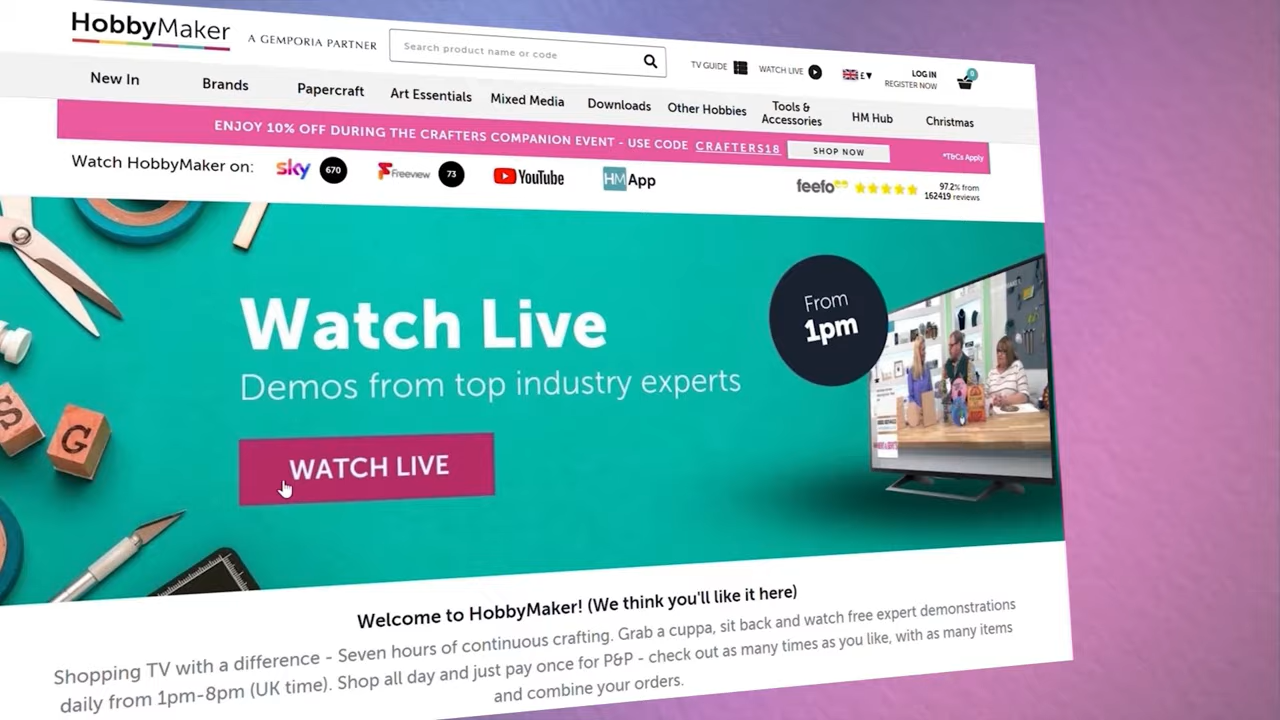 HobbyMaker
A GEMPORIA PARTNER
Search product name or code
TV GUIDE
WATCH LIVE
£
LOG IN
REGISTER NOW
0
New In
Brands
Papercraft
Art Essentials
Mixed Media
Downloads
Other Hobbies
Tools &
Accessories
HM Hub
Christmas
ENJOY 10% OFF DURING THE CRAFTERS COMPANION EVENT - USE CODE CRAFTERS18
SHOP NOW
*T&Cs Apply
Watch HobbyMaker on:
sky 670
Freeview 73
YouTube
HM App
feefo
97.2% from
162419 reviews
Watch Live
Demos from top industry experts
From
1pm
WATCH LIVE
S
G
Welcome to HobbyMaker! (We think you'll like it here)
Shopping TV with a difference - Seven hours of continuous crafting. Grab a cuppa, sit back and watch free expert demonstrations
daily from 1pm-8pm (UK time). Shop all day and just pay once for P&P - check out as many times as you like, with as many items
and combine your orders.